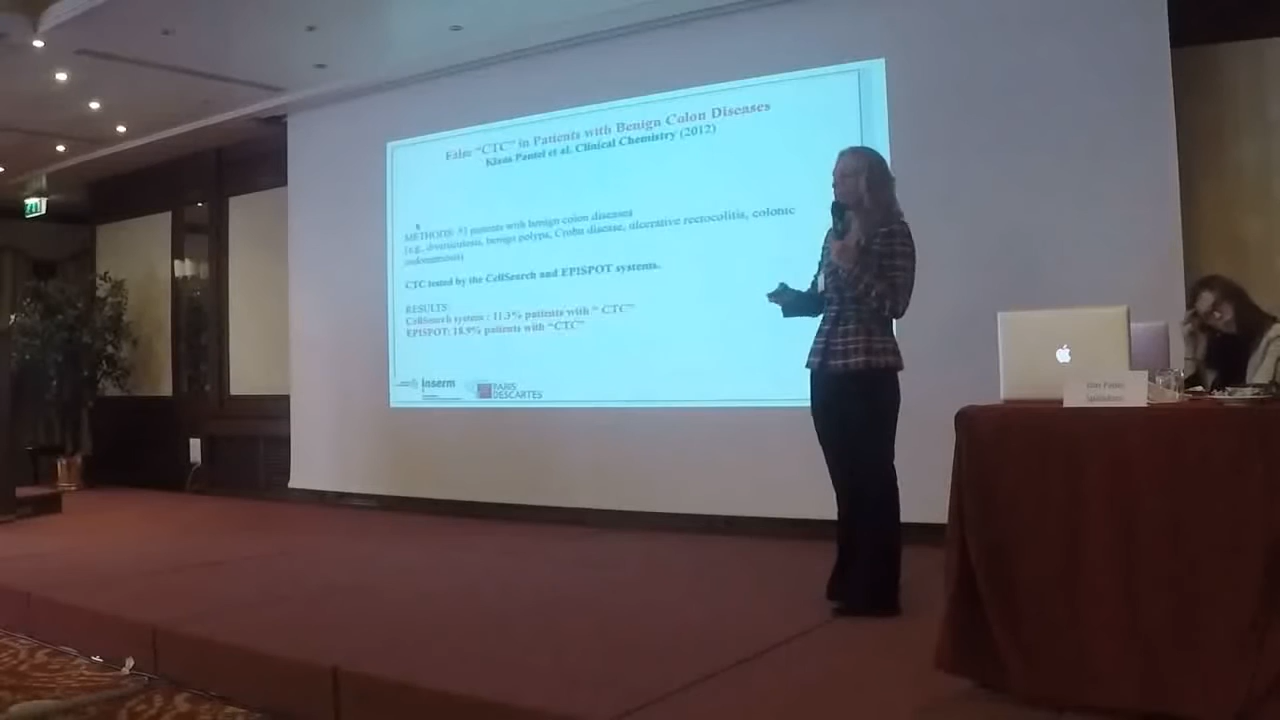 False "CTC" in Patients with Benign Colon Diseases
Klaus Pantel et al. Clinical Chemistry (2012)
METHODS: 53 patients with benign colon diseases
(e.g., diverticulosis, benign polyps, Crohn disease, ulcerative rectocolitis, colonic
endometriosis)
CTC tested by the CellSearch and EPISPOT systems.
RESULTS:
CellSearch system : 11.3% patients with " CTC"
EPISPOT: 18.9% patients with "CTC"
Inserm
PARIS
DESCARTES